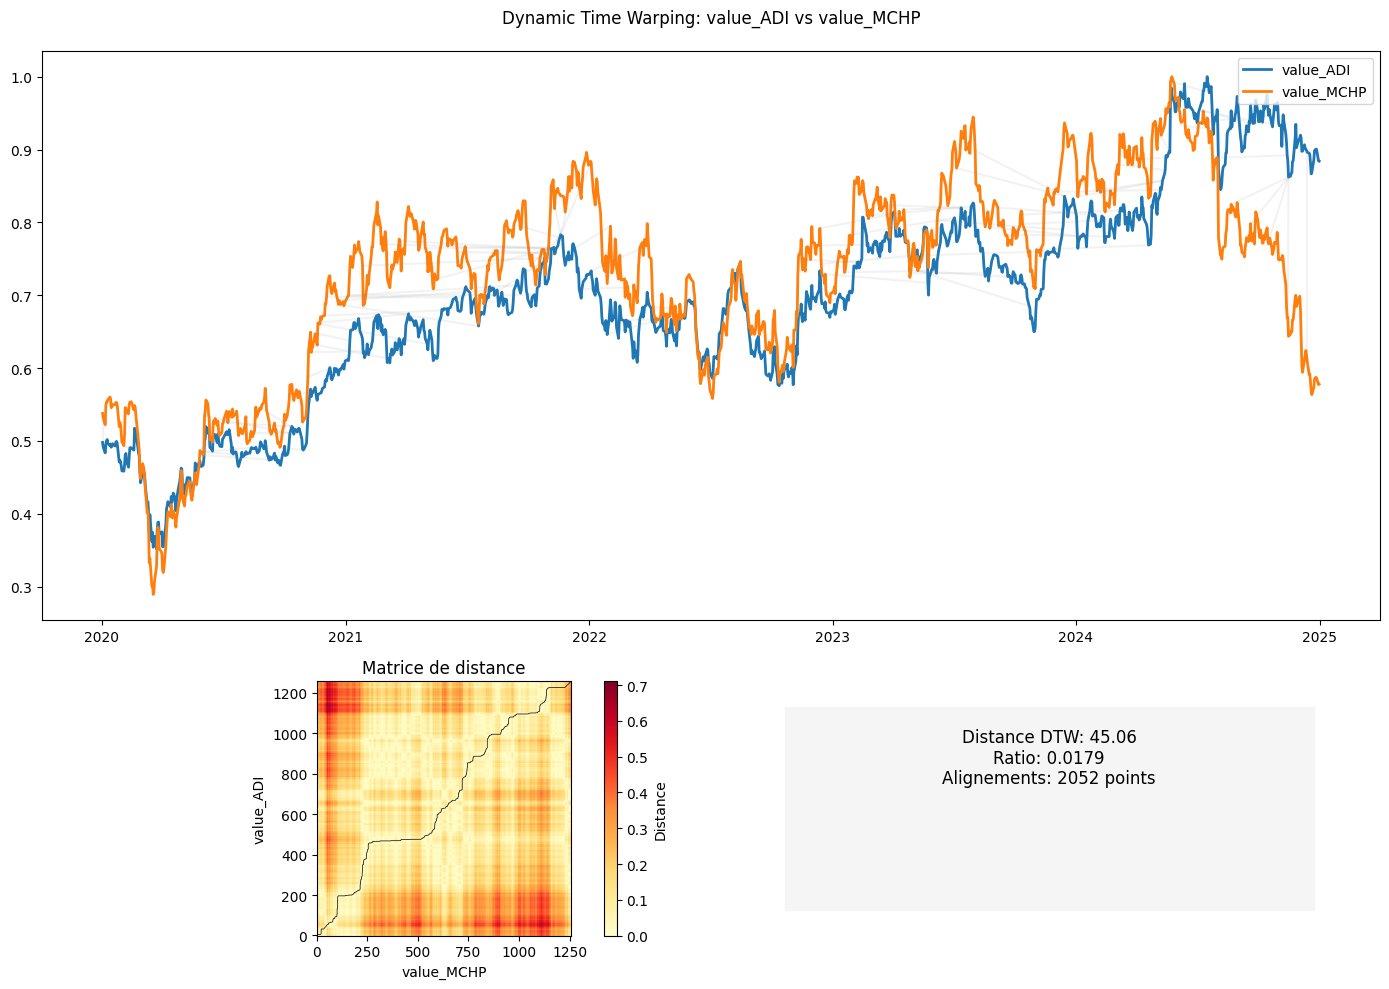 Dynamic Time Warping: value_ADI vs value_MCHP
value_ADI
value_MCHP
1.0
0.9
0.8
0.7
0.6
0.5
0.4
0.3
2020 2021 2022 2023 2024 2025
Matrice de distance
value_ADI
1200
1000
800
600
400
200
0
0 250 500 750 1000 1250
value_MCHP
0.7
0.6
0.5
0.4
0.3
0.2
0.1
0.0
Distance
Distance DTW: 45.06
Ratio: 0.0179
Alignements: 2052 points